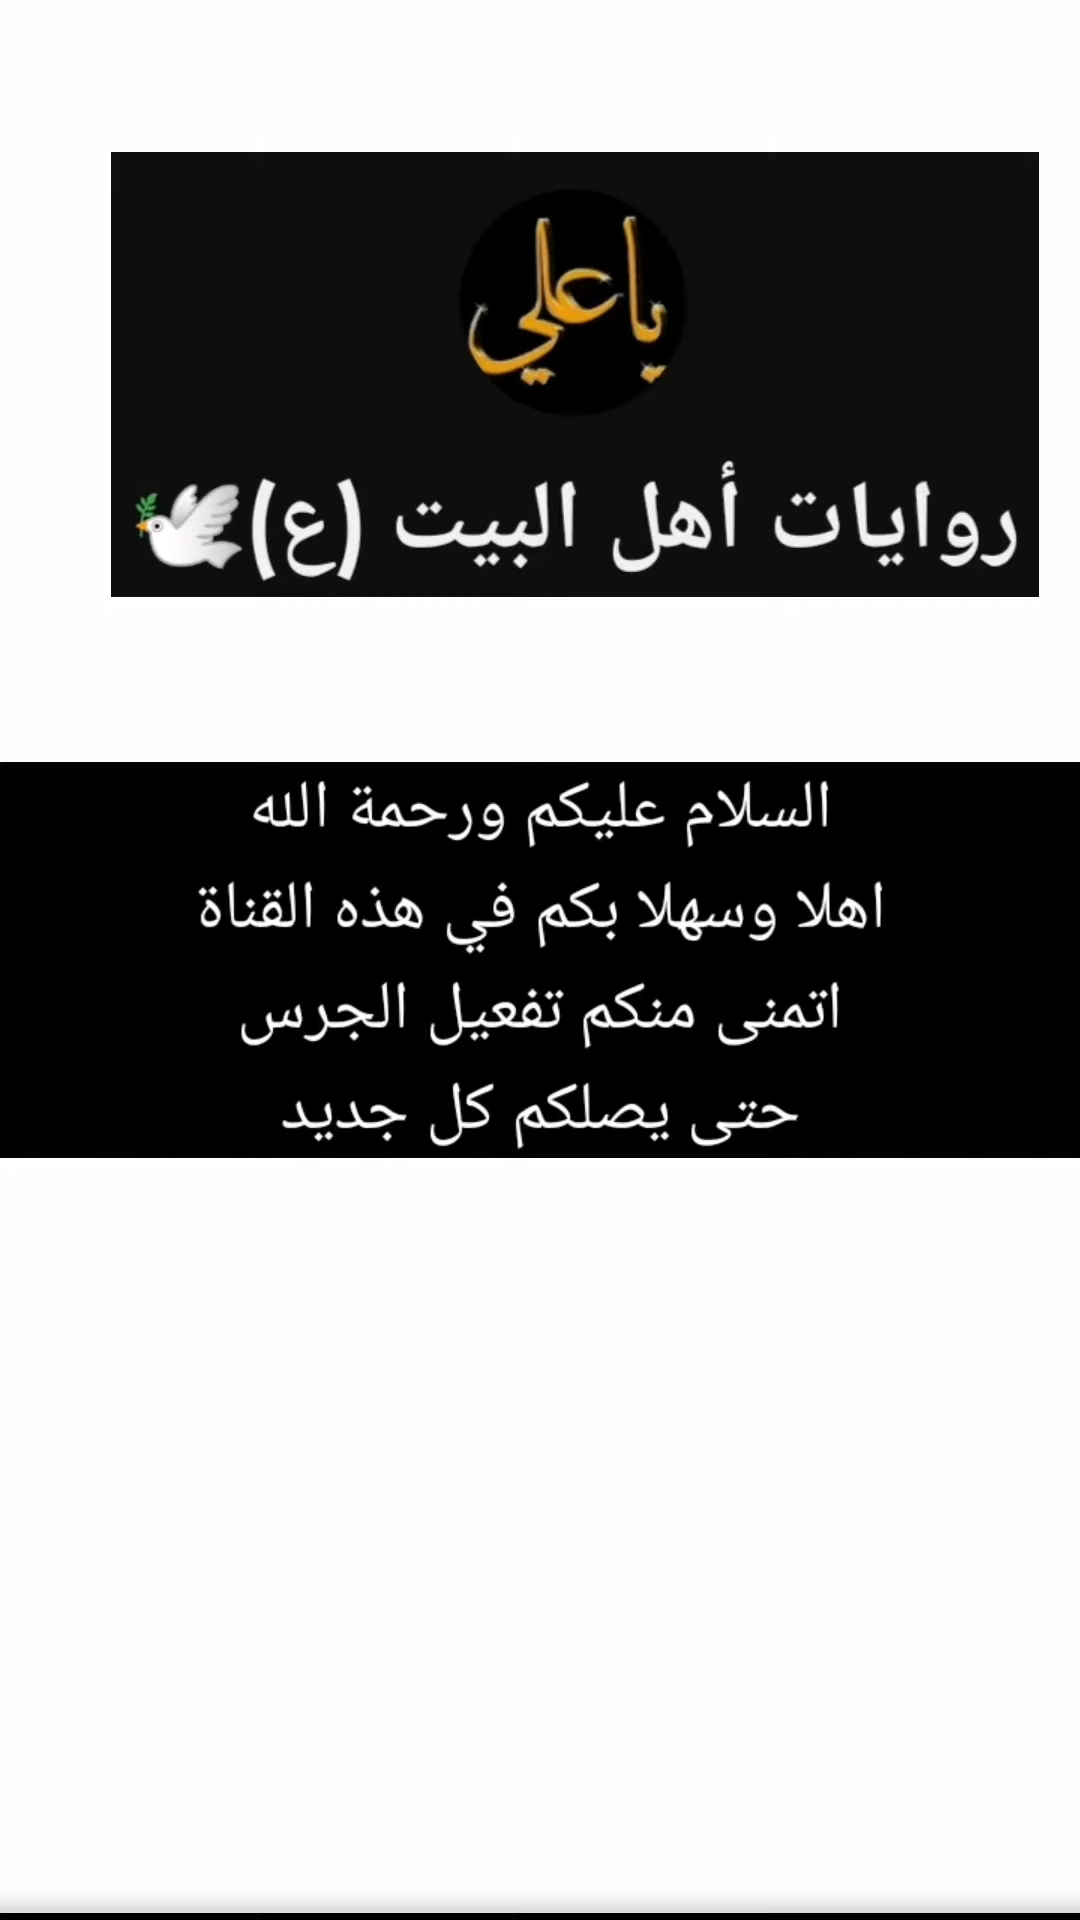 ياعلي
روايات أهل البيت (ع)🕊️
السلام عليكم ورحمة الله
اهلا وسهلا بكم في هذه القناة
اتمنى منكم تفعيل الجرس
حتى يصلكم كل جديد